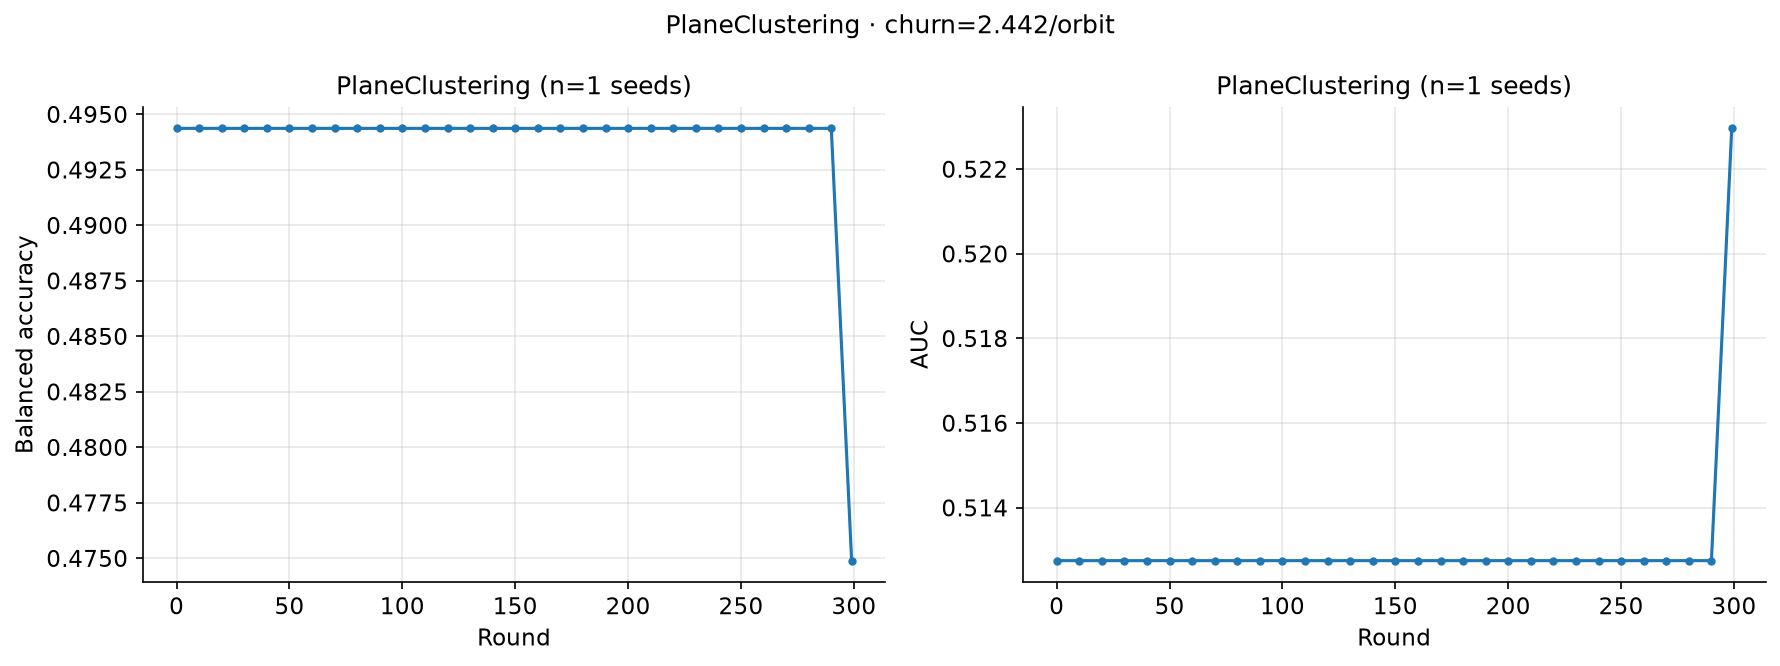 PlaneClustering · churn=2.442/orbit
PlaneClustering (n=1 seeds)
Balanced accuracy
0.4950
0.4925
0.4900
0.4875
0.4850
0.4825
0.4800
0.4775
0.4750
0 50 100 150 200 250 300
Round
PlaneClustering (n=1 seeds)
AUC
0.522
0.520
0.518
0.516
0.514
0 50 100 150 200 250 300
Round